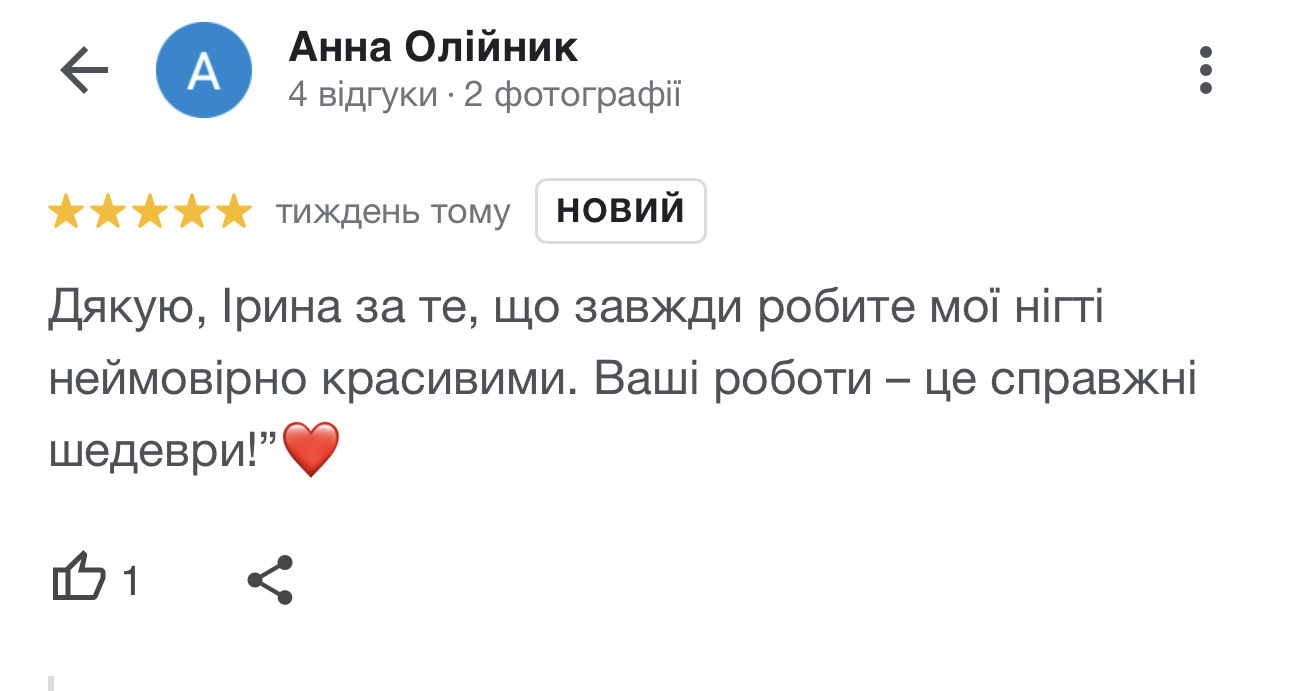 Анна Олійник
4 відгуки · 2 фотографії
тиждень тому НОВИЙ
Дякую, Ірина за те, що завжди робите мої нігті
неймовірно красивими. Ваші роботи – це справжні
шедеври!”❤️
1